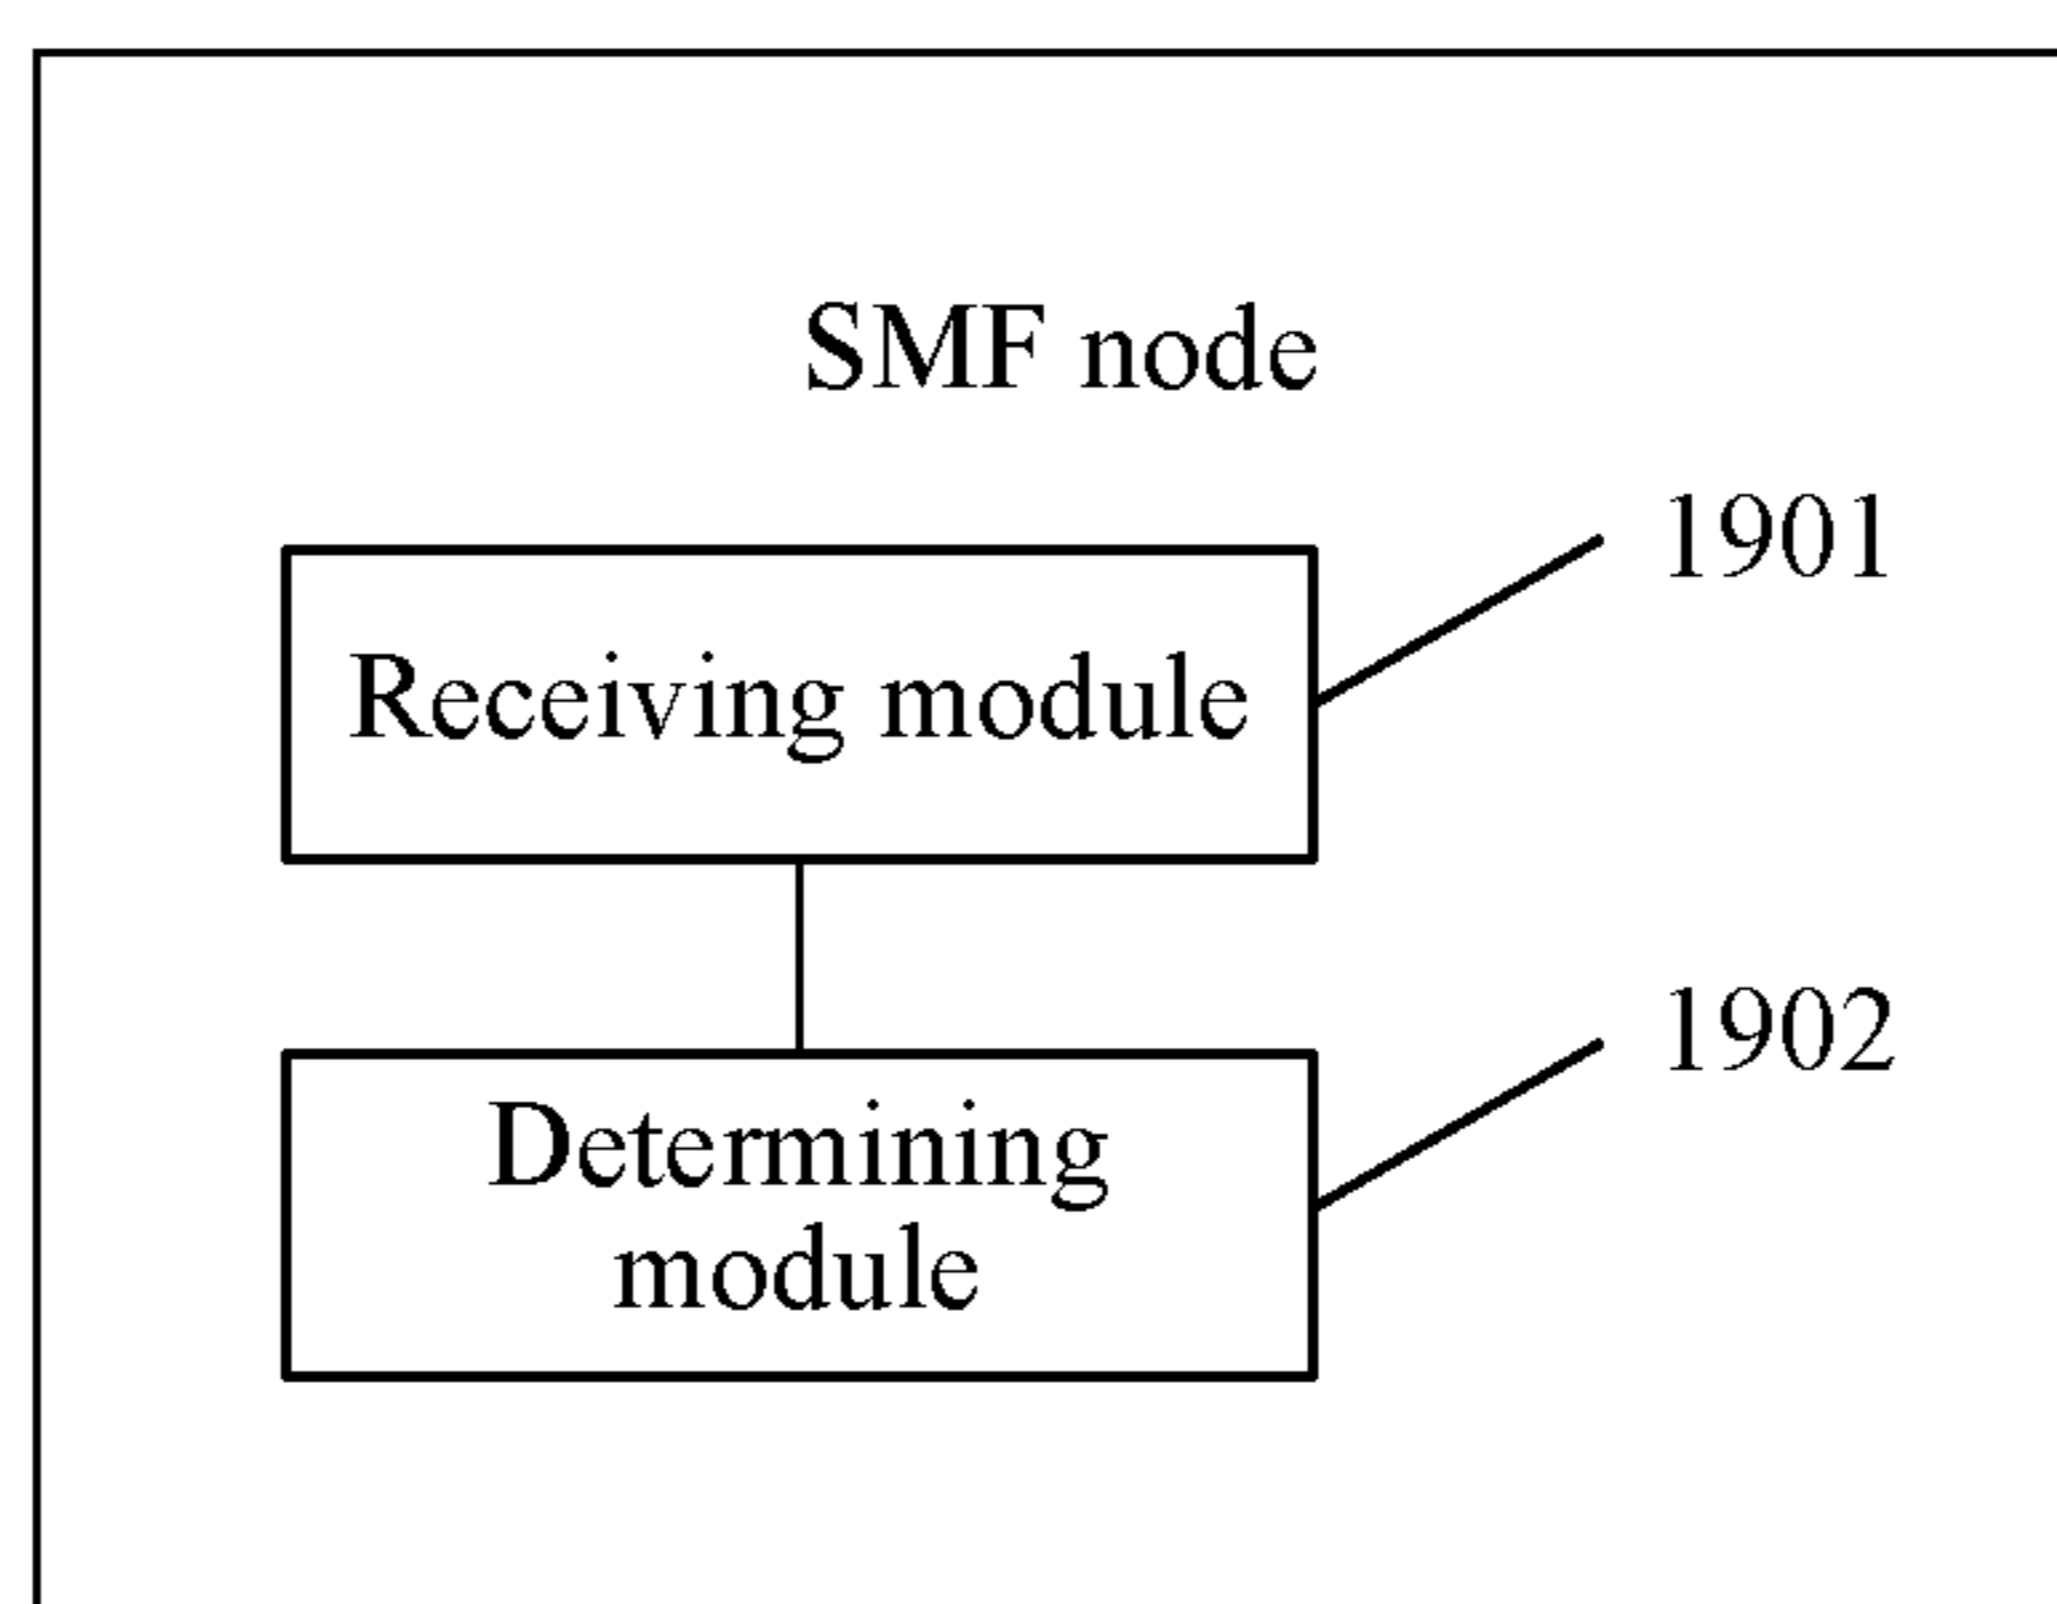 SMF node
1901
Receiving module
1902
Determining
module